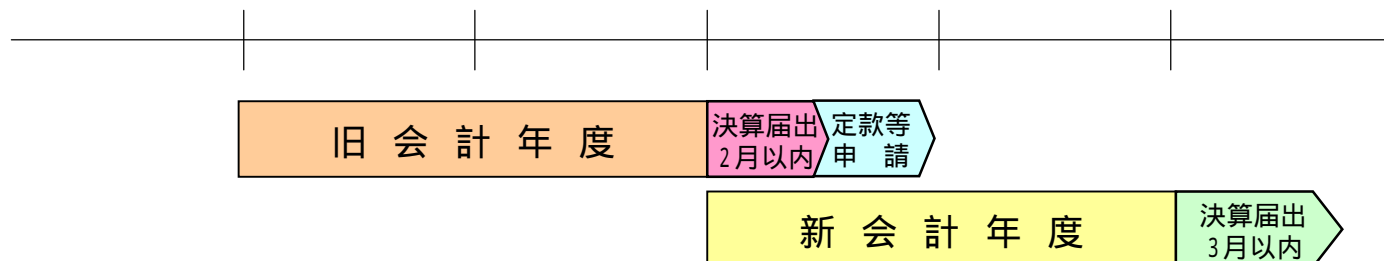 旧会計年度
決算届出
2月以内
定款等
申請
新会計年度
決算届出
3月以内